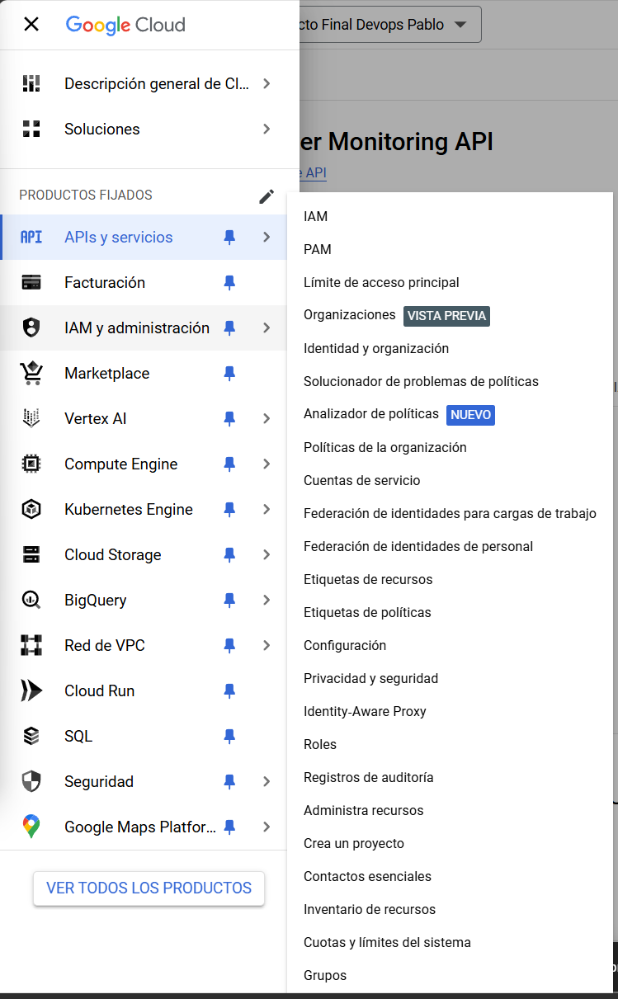 Google Cloud
cto Final Devops Pablo
Descripción general de Cl...
Soluciones
er Monitoring API
e API
PRODUCTOS FIJADOS
API APIs y servicios
Facturación
IAM y administración
Marketplace
Vertex AI
Compute Engine
Kubernetes Engine
Cloud Storage
BigQuery
Red de VPC
Cloud Run
SQL
Seguridad
Google Maps Platfor...
VER TODOS LOS PRODUCTOS
IAM
PAM
Límite de acceso principal
Organizaciones VISTA PREVIA
Identidad y organización
Solucionador de problemas de políticas
Analizador de políticas NUEVO
Políticas de la organización
Cuentas de servicio
Federación de identidades para cargas de trabajo
Federación de identidades de personal
Etiquetas de recursos
Etiquetas de políticas
Configuración
Privacidad y seguridad
Identity-Aware Proxy
Roles
Registros de auditoría
Administra recursos
Crea un proyecto
Contactos esenciales
Inventario de recursos
Cuotas y límites del sistema
Grupos